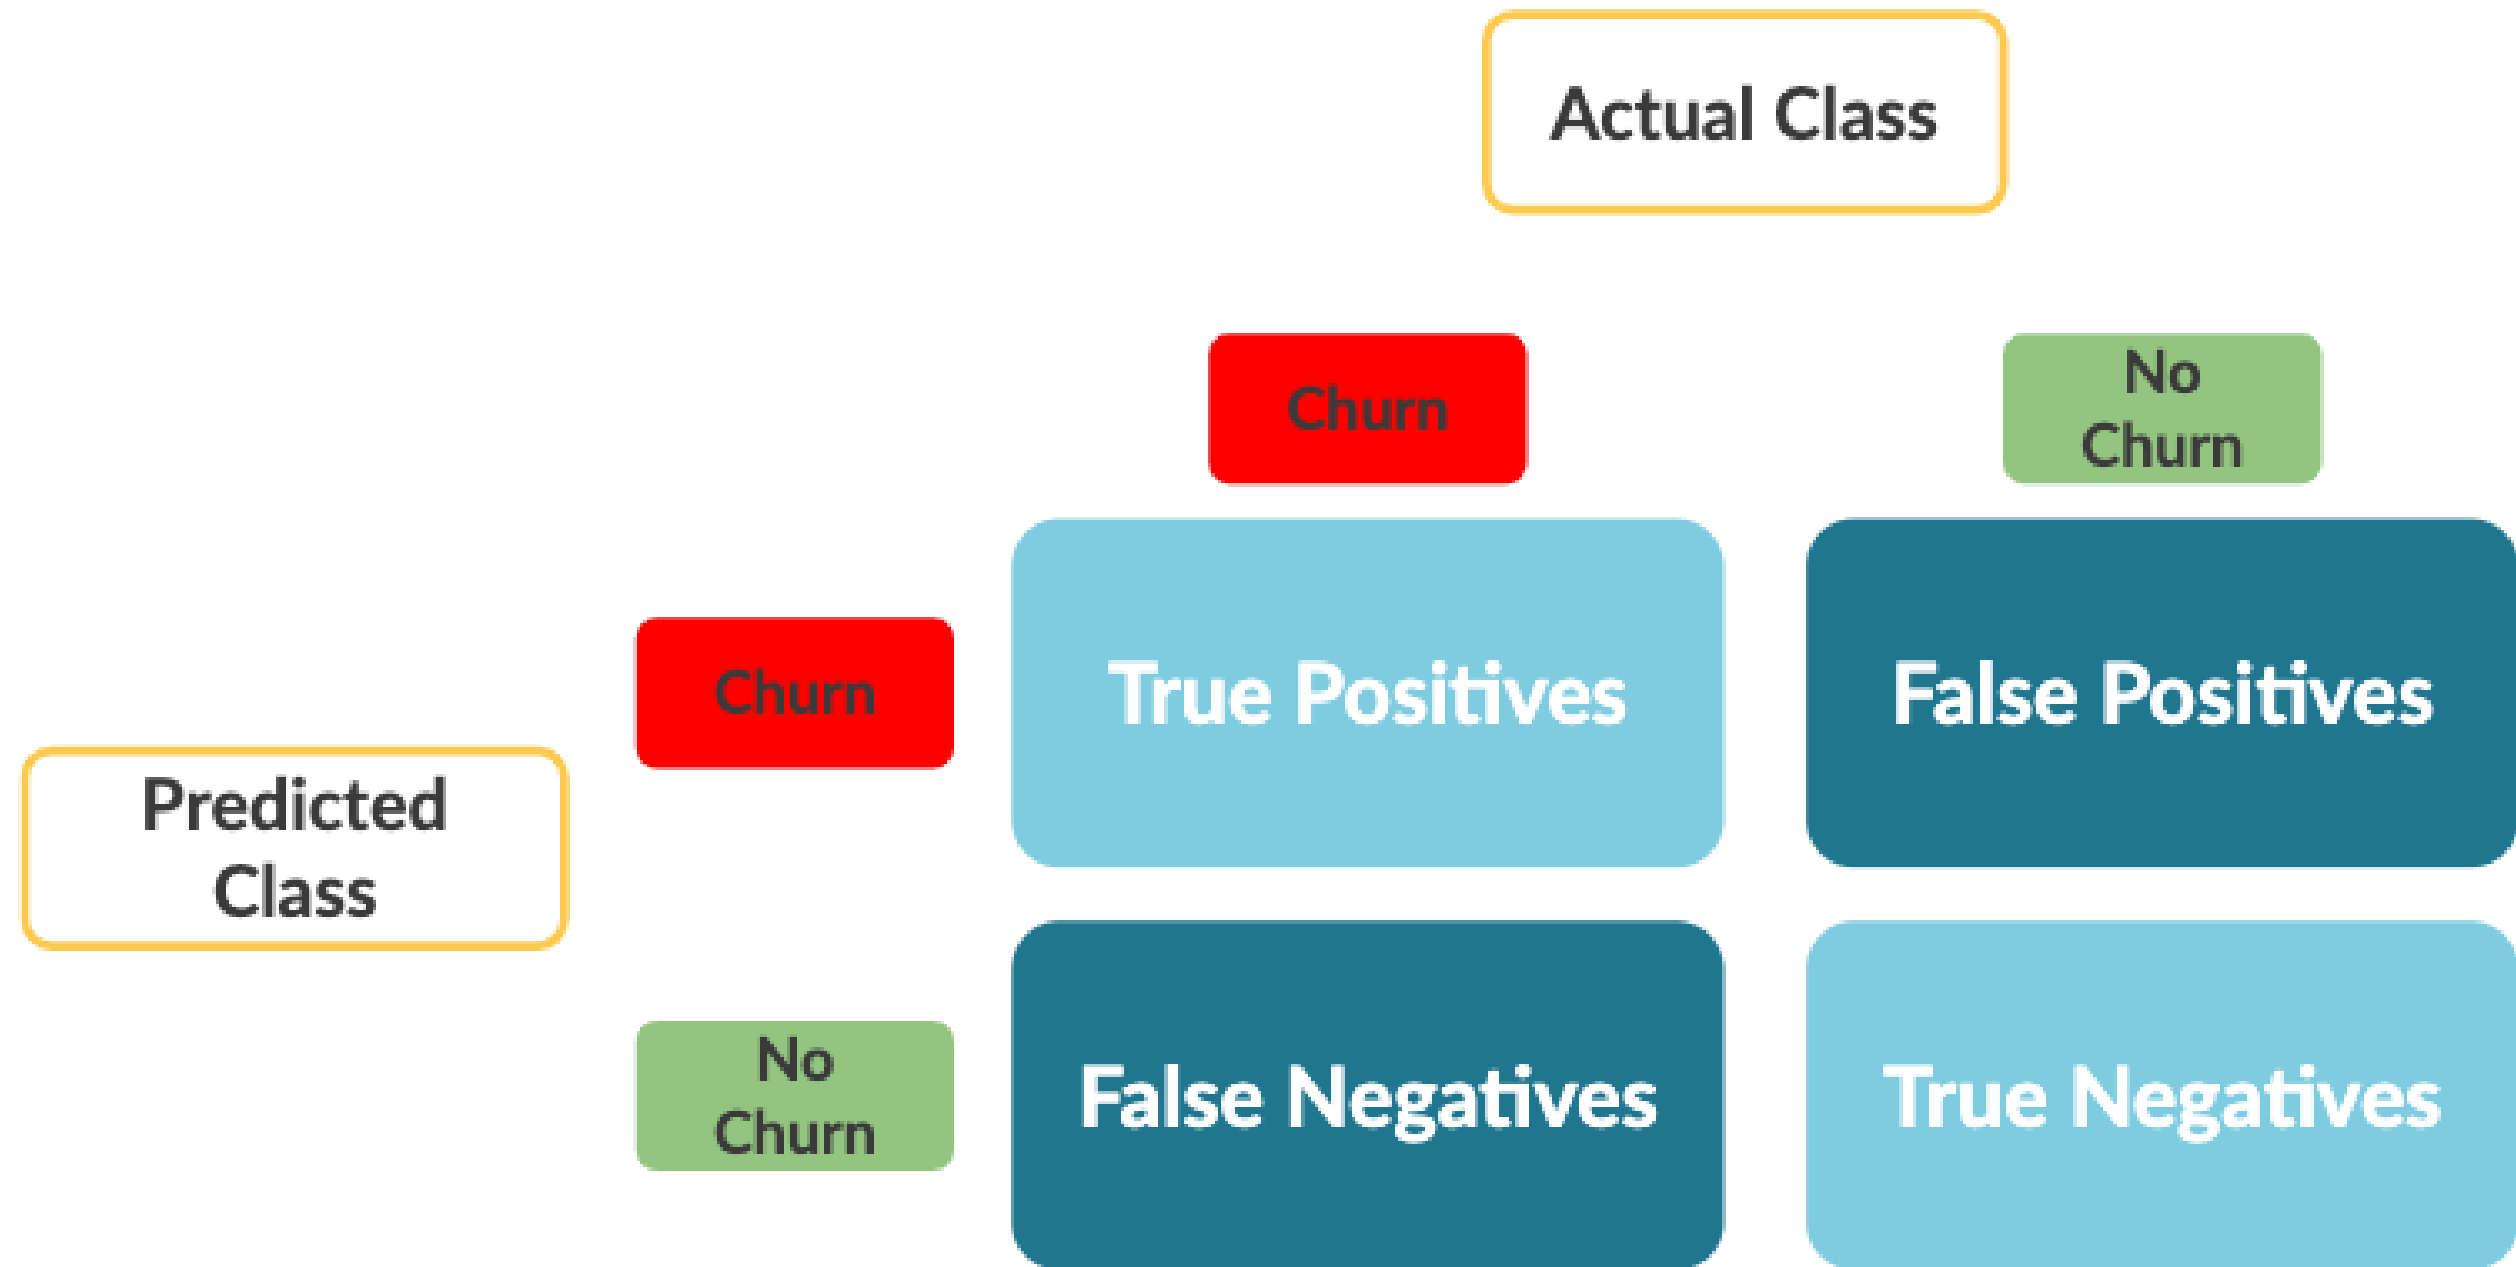 Actual Class
Churn
No
Churn
Churn
True Positives
False Positives
Predicted
Class
No
Churn
False Negatives
True Negatives